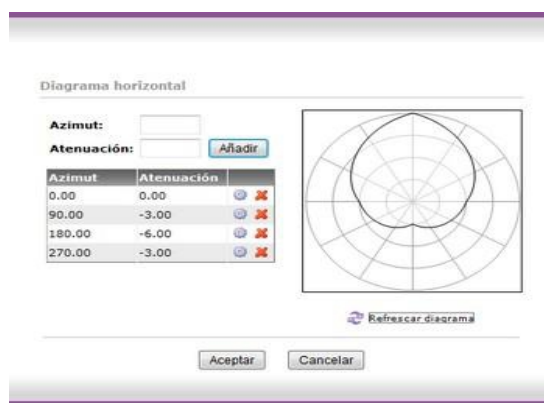 Diagrama horizontal
Azimut:
Atenuación:
Añadir
Azimut Atenuación
0.00 0.00
90.00 -3.00
180.00 -6.00
270.00 -3.00
Refrescar diagrama
Aceptar Cancelar